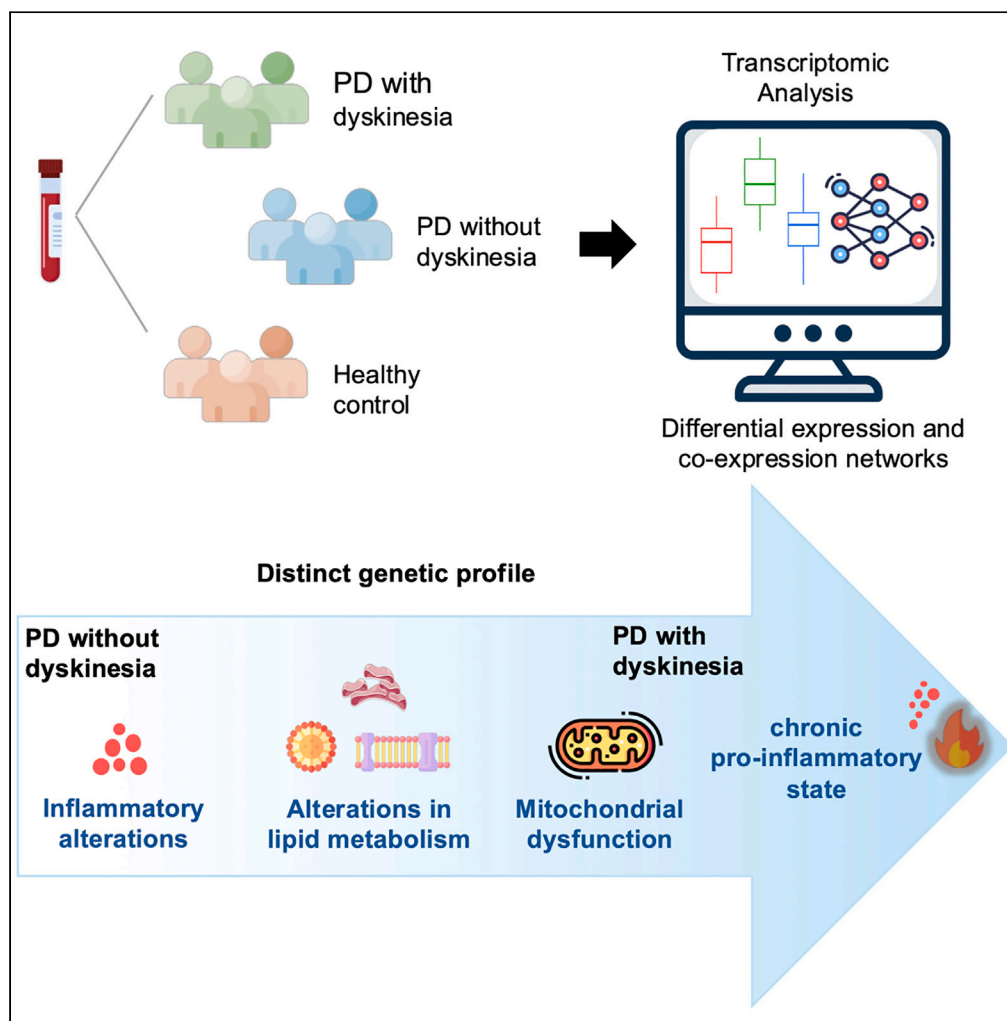 PD with
dyskinesia
Transcriptomic
Analysis
PD without
dyskinesia
Healthy
control
Differential expression and
co-expression networks
Distinct genetic profile
PD without
dyskinesia
PD with
dyskinesia
Inflammatory
alterations
Alterations in
lipid metabolism
Mitochondrial
dysfunction
chronic
pro-inflammatory
state